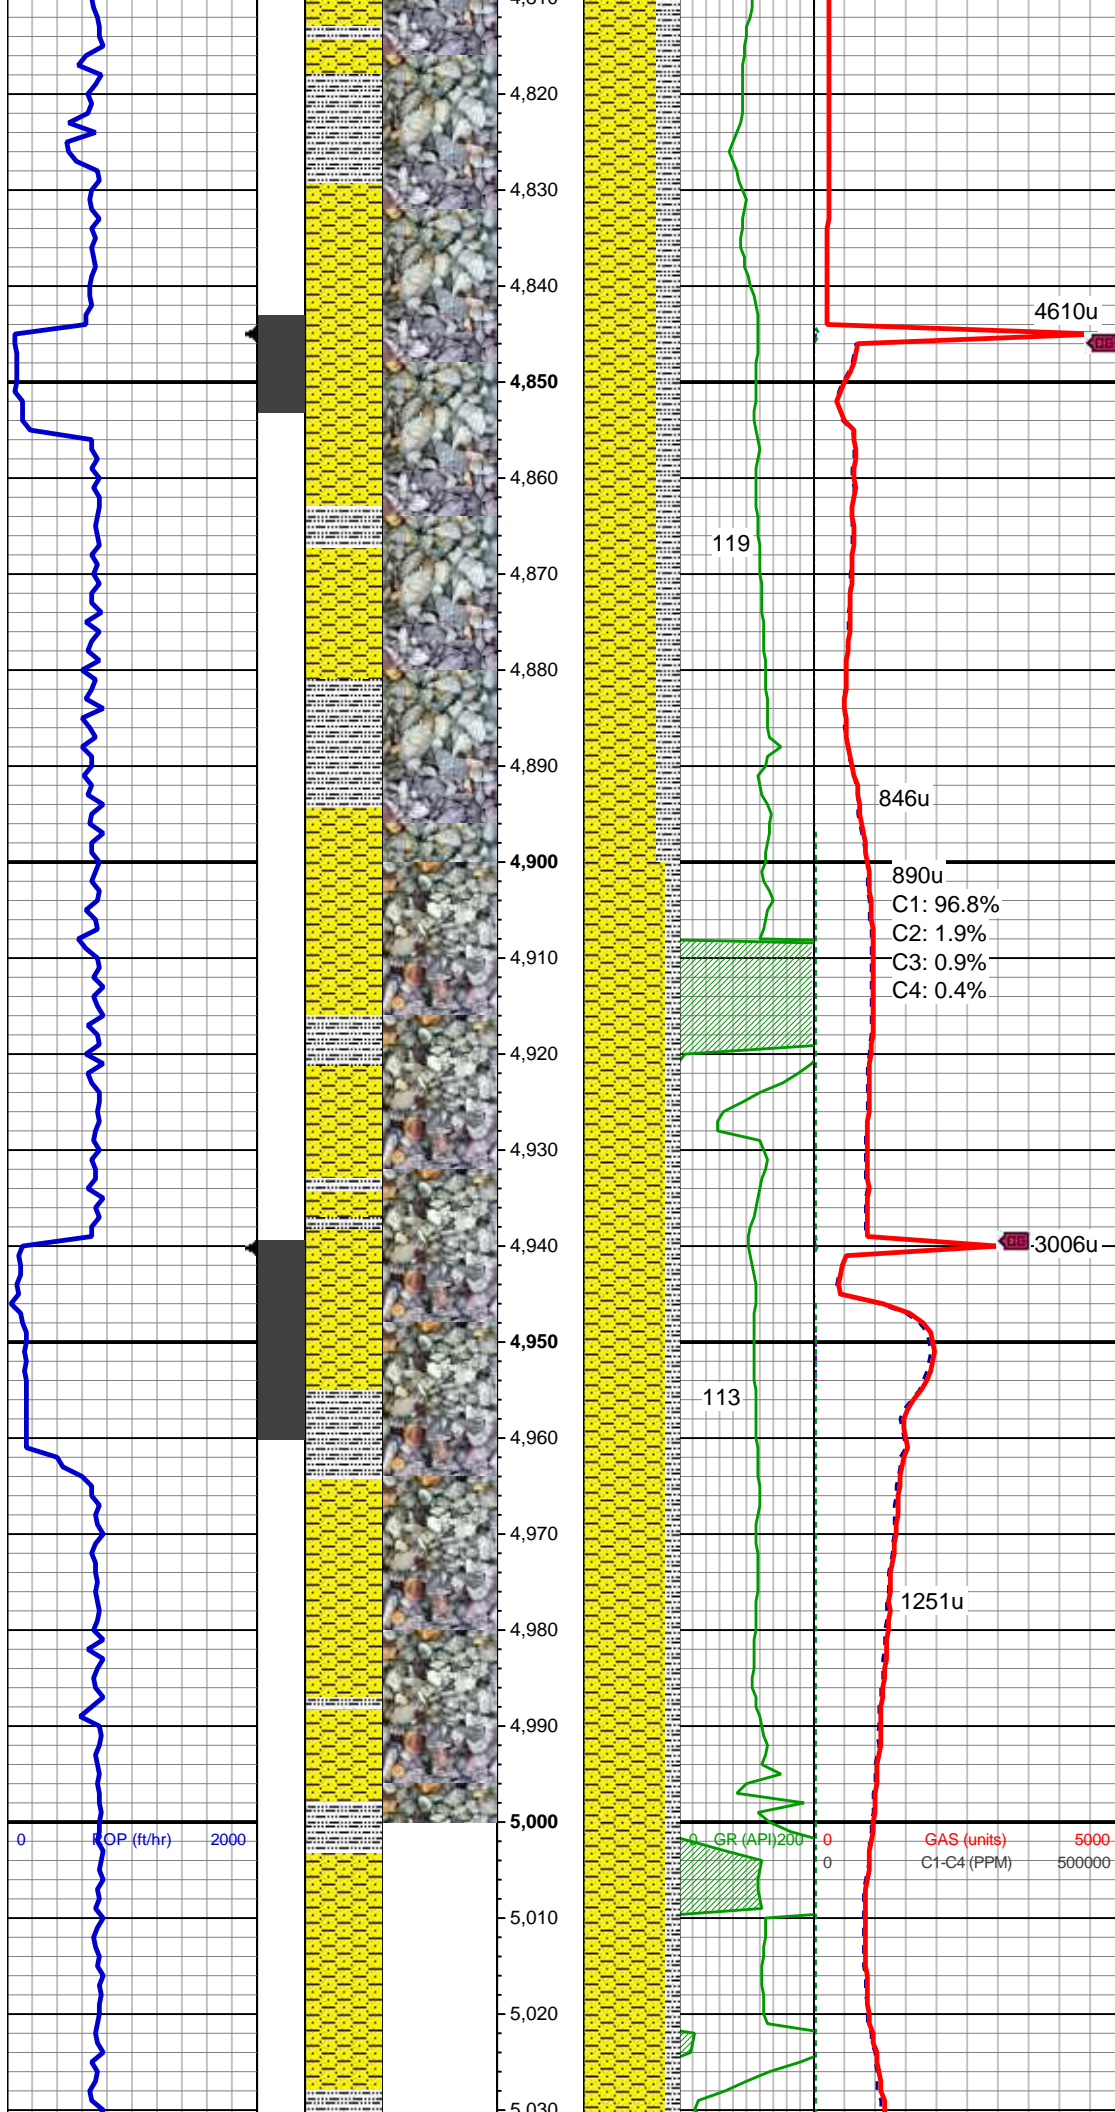 4,810
4,820
4,830
4,840
4610u
CG
4,850
4,860
119
4,870
4,880
4,890
846u
4,900
890u
C1: 96.8%
C2: 1.9%
C3: 0.9%
C4: 0.4%
4,910
4,920
4,930
4,940
CG
3006u
4,950
113
4,960
4,970
1251u
4,980
4,990
5,000
0 ROP (ft/hr) 2000
0 GR (API) 200
0 GAS (units) 5000
0 C1-C4 (PPM) 500000
5,010
5,020
5,030